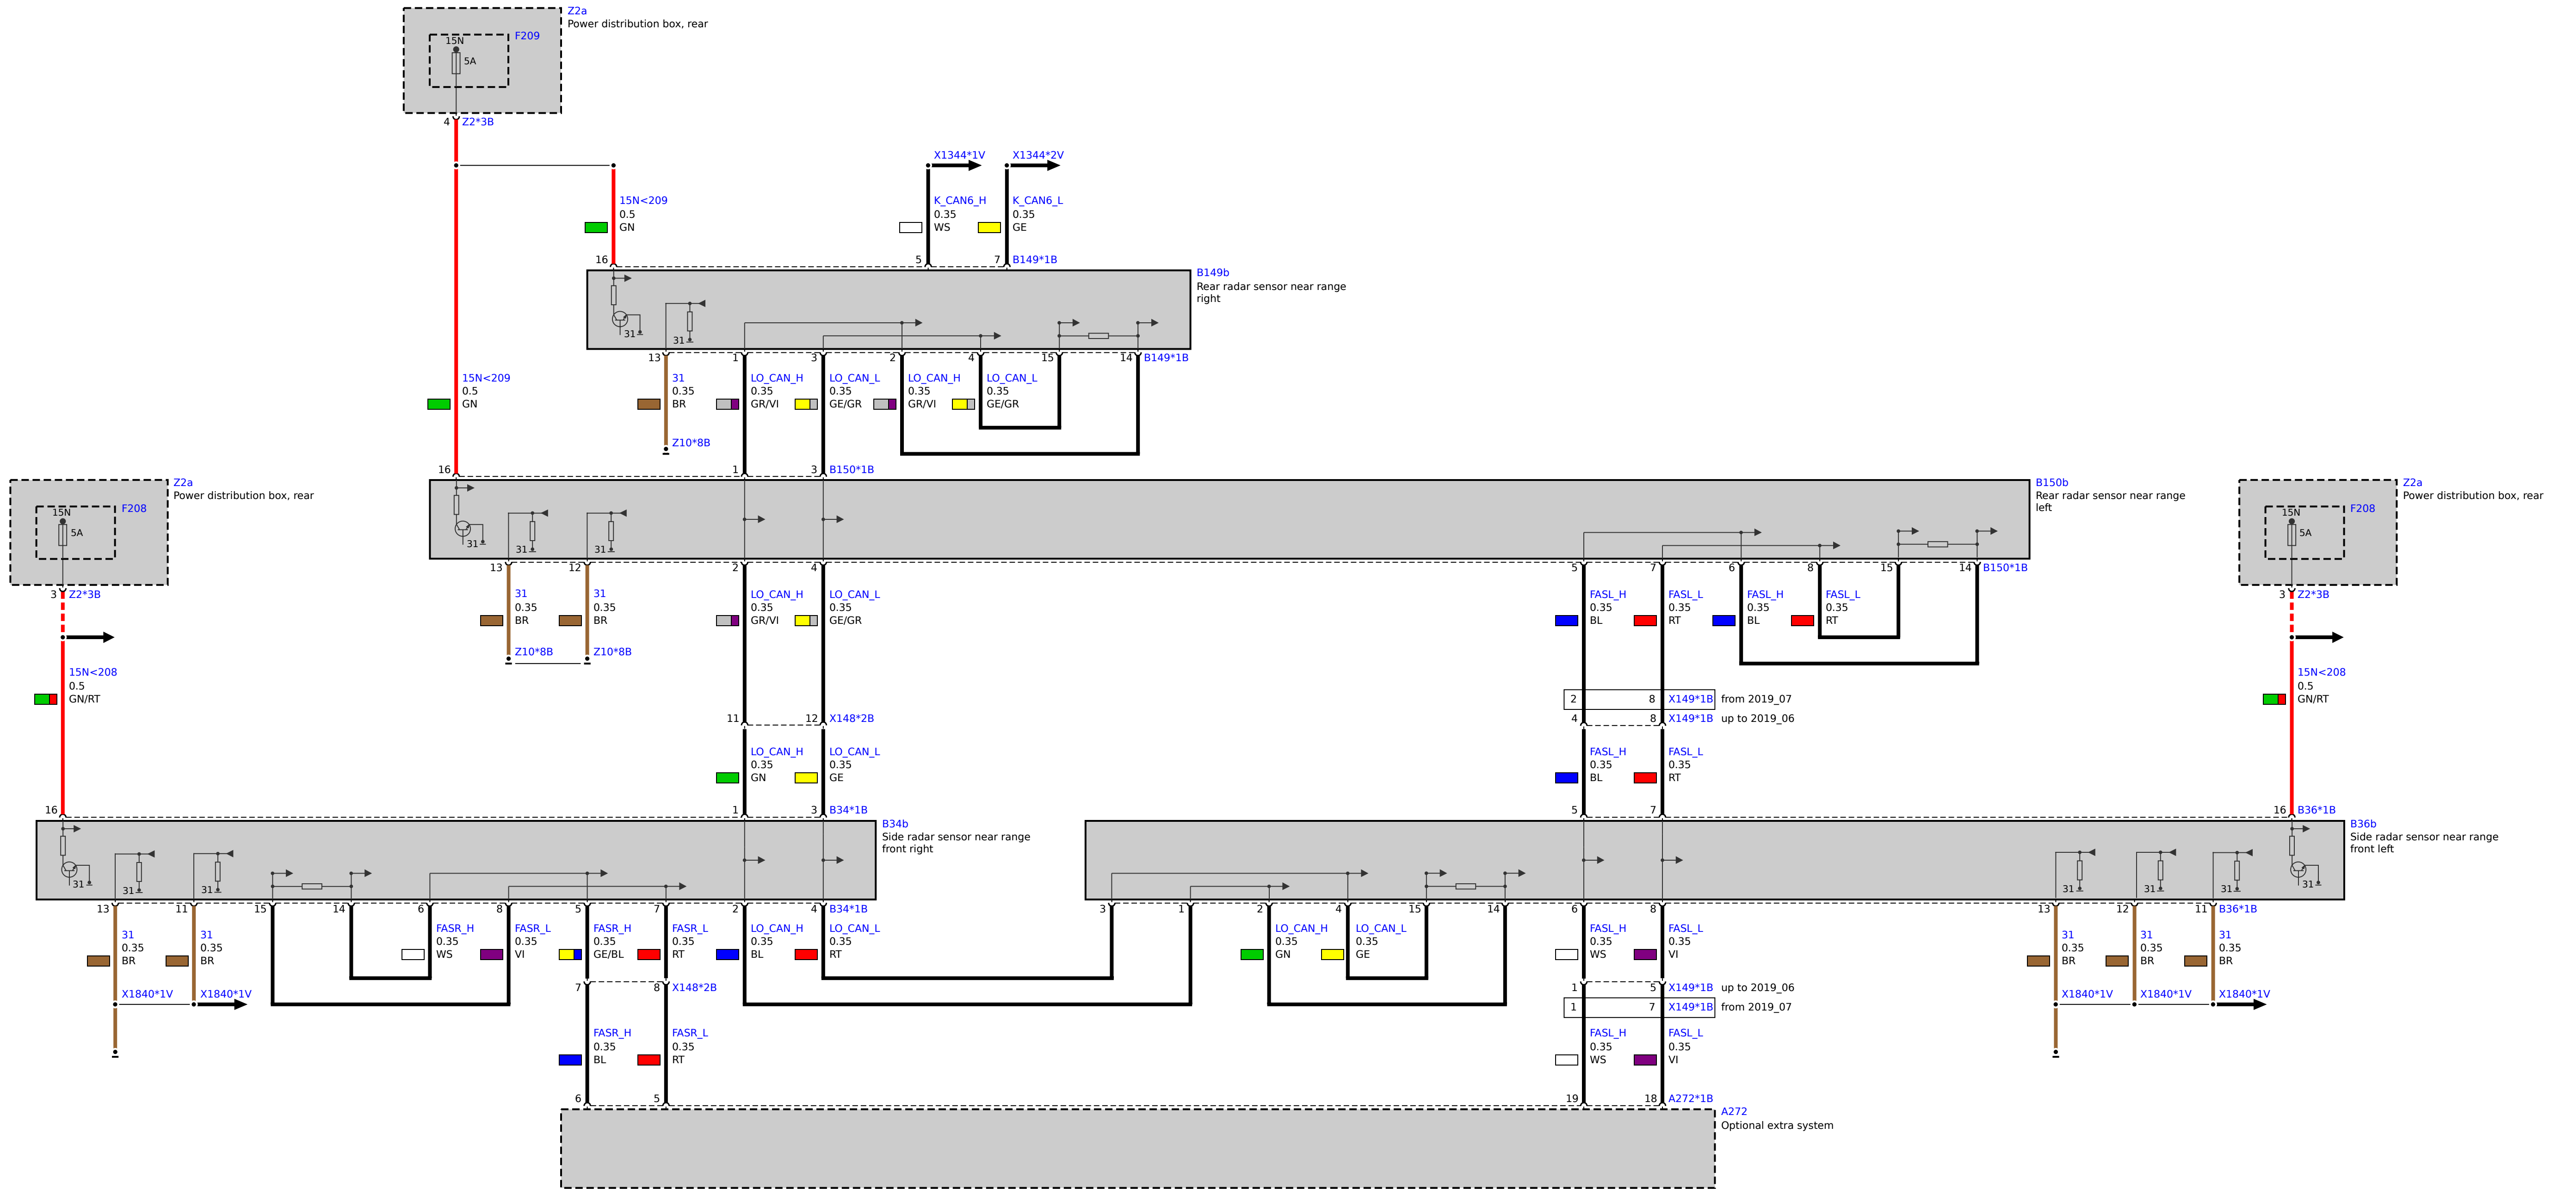 Z2a
Power distribution box, rear
F209
15N
5A
4 Z2*3B
X1344*1V X1344*2V
15N<209
0.5
GN
K_CAN6_H
0.35
WS
K_CAN6_L
0.35
GE
16 5 7 B149*1B
B149b
Rear radar sensor near range
right
31 31
13 1 3 2 4 15 14 B149*1B
15N<209
0.5
GN
31
0.35
BR
LO_CAN_H
0.35
GR/VI
LO_CAN_L
0.35
GE/GR
LO_CAN_H
0.35
GR/VI
LO_CAN_L
0.35
GE/GR
Z10*8B
16 1 3 B150*1B
Z2a
Power distribution box, rear
F208
15N
5A
3 Z2*3B
B150b
Rear radar sensor near range
left
31 31 31
Z2a
Power distribution box, rear
F208
15N
5A
3 Z2*3B
13 12 2 4 5 7 6 8 15 14 B150*1B
31
0.35
BR
31
0.35
BR
LO_CAN_H
0.35
GR/VI
LO_CAN_L
0.35
GE/GR
FASL_H
0.35
BL
FASL_L
0.35
RT
FASL_H
0.35
BL
FASL_L
0.35
RT
Z10*8B Z10*8B
15N<208
0.5
GN/RT
15N<208
0.5
GN/RT
2 8 X149*1B from 2019_07
11 12 X148*2B
4 8 X149*1B up to 2019_06
LO_CAN_H
0.35
GN
LO_CAN_L
0.35
GE
FASL_H
0.35
BL
FASL_L
0.35
RT
16 1 3 B34*1B
5 7 16 B36*1B
B34b
Side radar sensor near range
front right
31 31 31
B36b
Side radar sensor near range
front left
31 31 31 31
13 11 15 14 6 8 5 7 2 4 B34*1B
3 1 2 4 15 14 6 8 13 12 11 B36*1B
31
0.35
BR
31
0.35
BR
FASR_H
0.35
WS
FASR_L
0.35
VI
FASR_H
0.35
GE/BL
FASR_L
0.35
RT
LO_CAN_H
0.35
BL
LO_CAN_L
0.35
RT
LO_CAN_H
0.35
GN
LO_CAN_L
0.35
GE
FASL_H
0.35
WS
FASL_L
0.35
VI
31
0.35
BR
31
0.35
BR
31
0.35
BR
X1840*1V X1840*1V
7 8 X148*2B
1 5 X149*1B up to 2019_06
1 7 X149*1B from 2019_07
X1840*1V X1840*1V X1840*1V
FASR_H
0.35
BL
FASR_L
0.35
RT
FASL_H
0.35
WS
FASL_L
0.35
VI
6 5 19 18 A272*1B
A272
Optional extra system